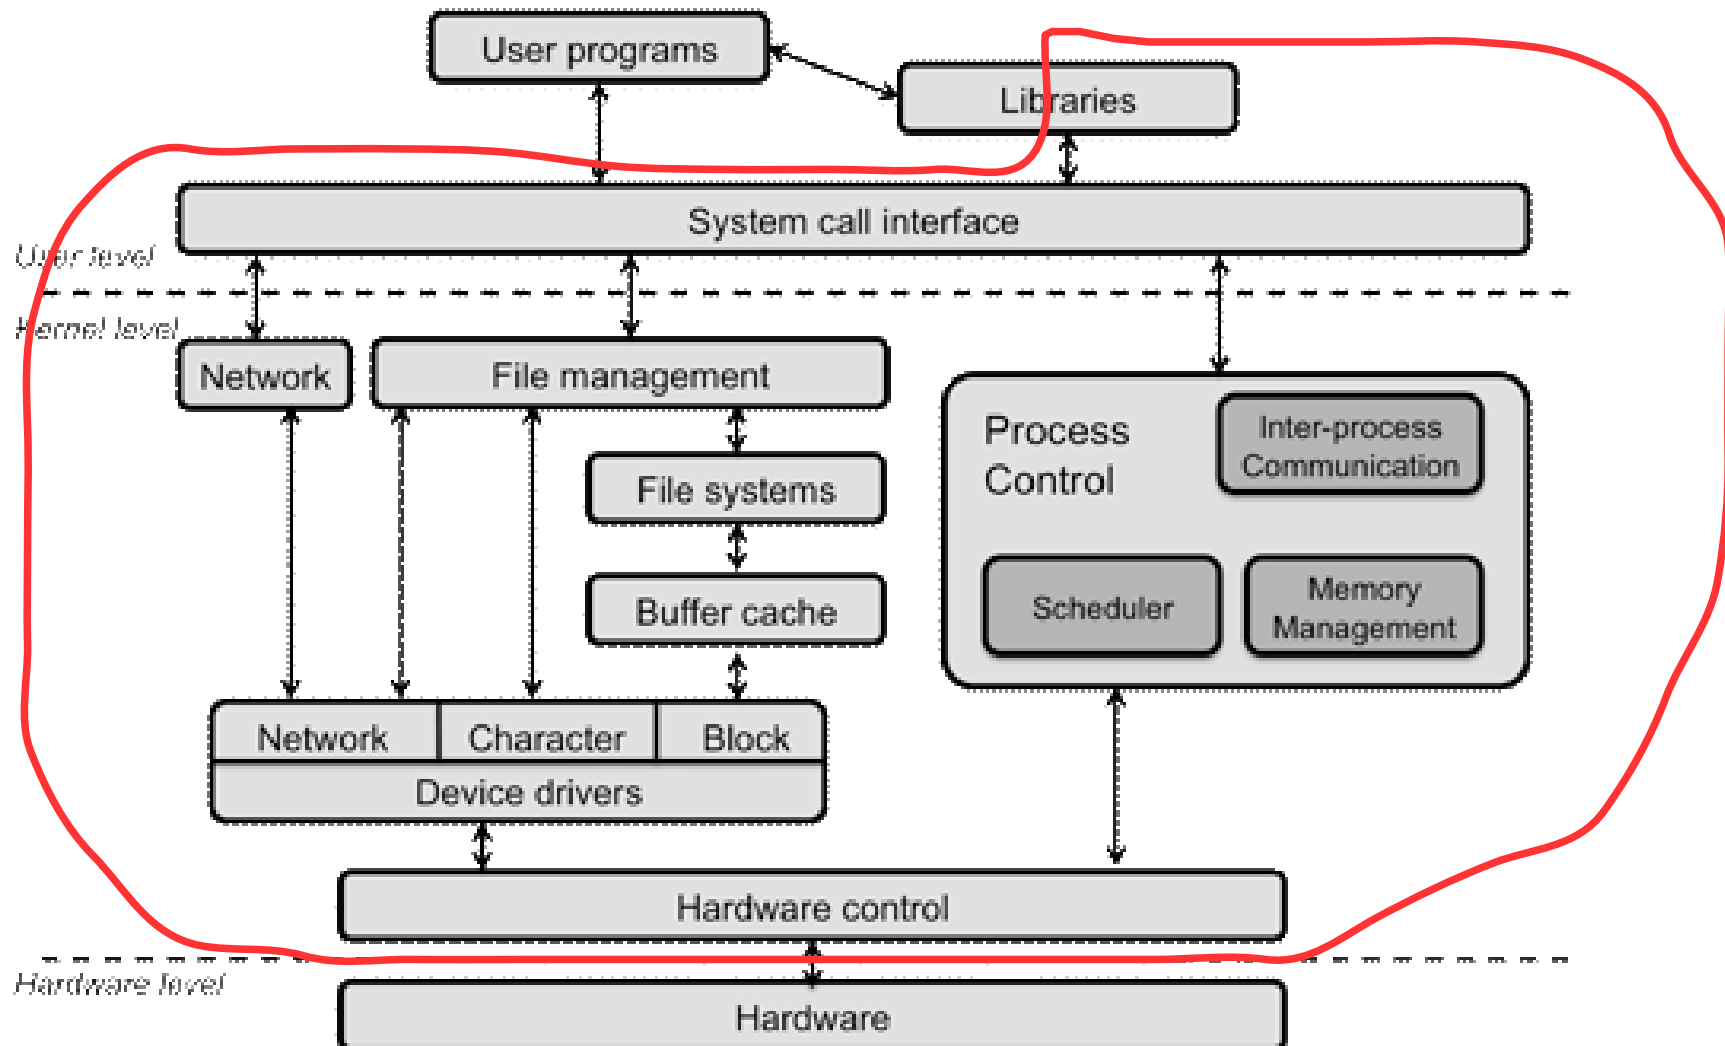 User programs
Libraries
System call interface
User level
Kernel level
Network
File management
Process
Control
Inter-process
Communication
File systems
Buffer cache
Scheduler
Memory
Management
Network
Character
Block
Device drivers
Hardware control
Hardware level
Hardware